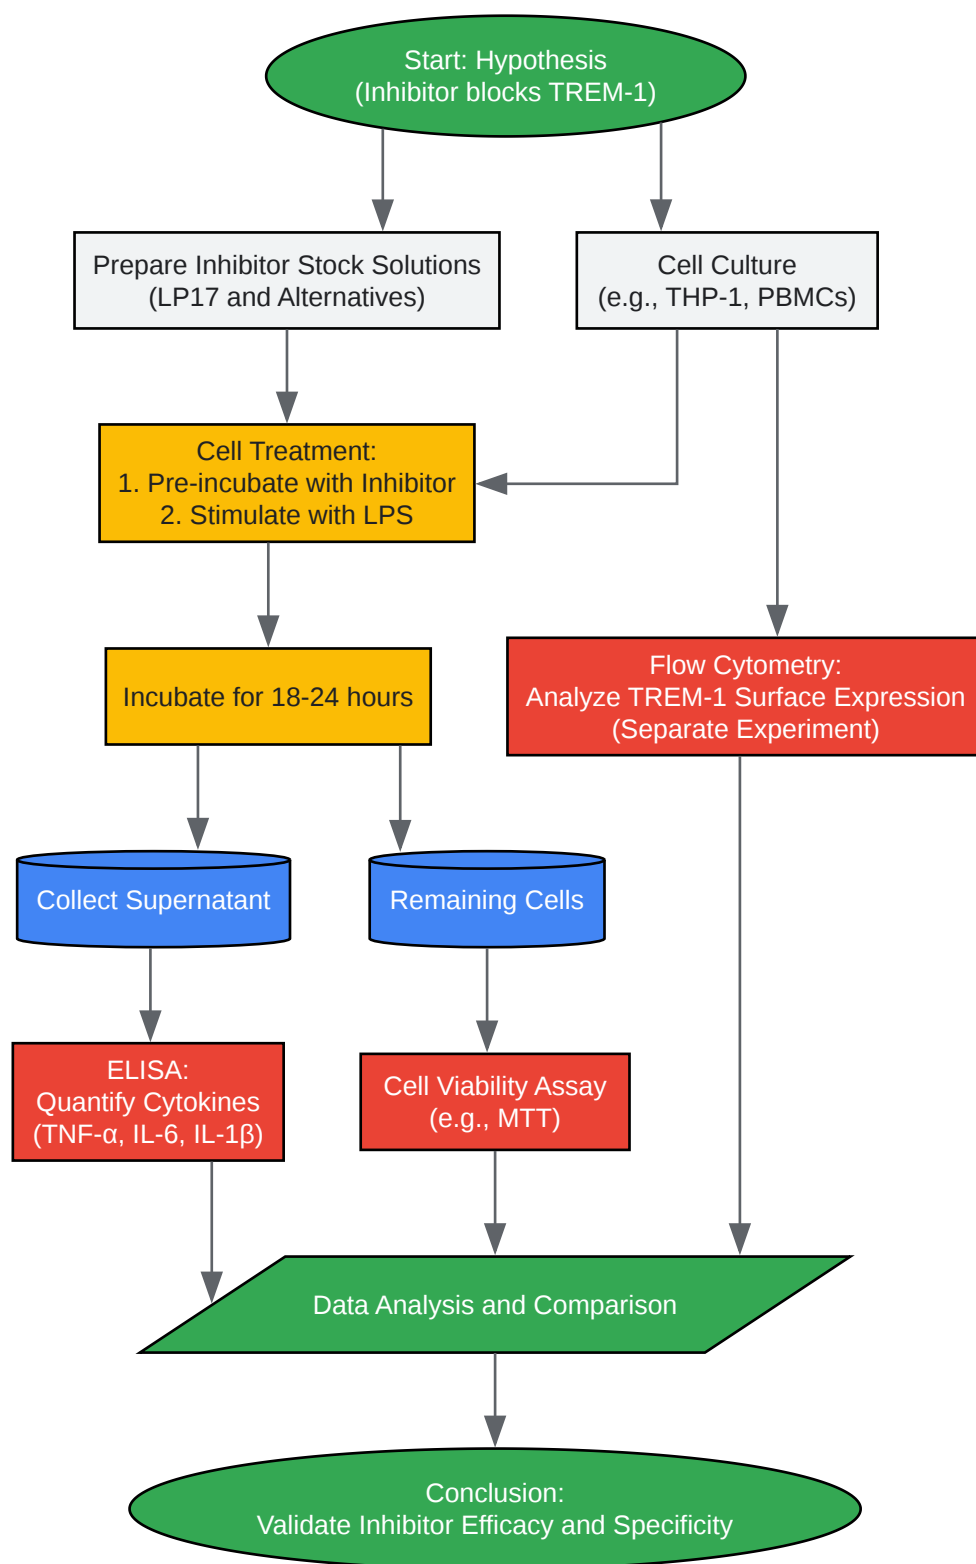 Start: Hypothesis
(Inhibitor blocks TREM-1)
Prepare Inhibitor Stock Solutions
(LP17 and Alternatives)
Cell Culture
(e.g., THP-1, PBMCs)
Cell Treatment:
1. Pre-incubate with Inhibitor
2. Stimulate with LPS
Incubate for 18-24 hours
Flow Cytometry:
Analyze TREM-1 Surface Expression
(Separate Experiment)
Collect Supernatant
Remaining Cells
ELISA:
Quantify Cytokines
(TNF-α, IL-6, IL-1β)
Cell Viability Assay
(e.g., MTT)
Data Analysis and Comparison
Conclusion:
Validate Inhibitor Efficacy and Specificity